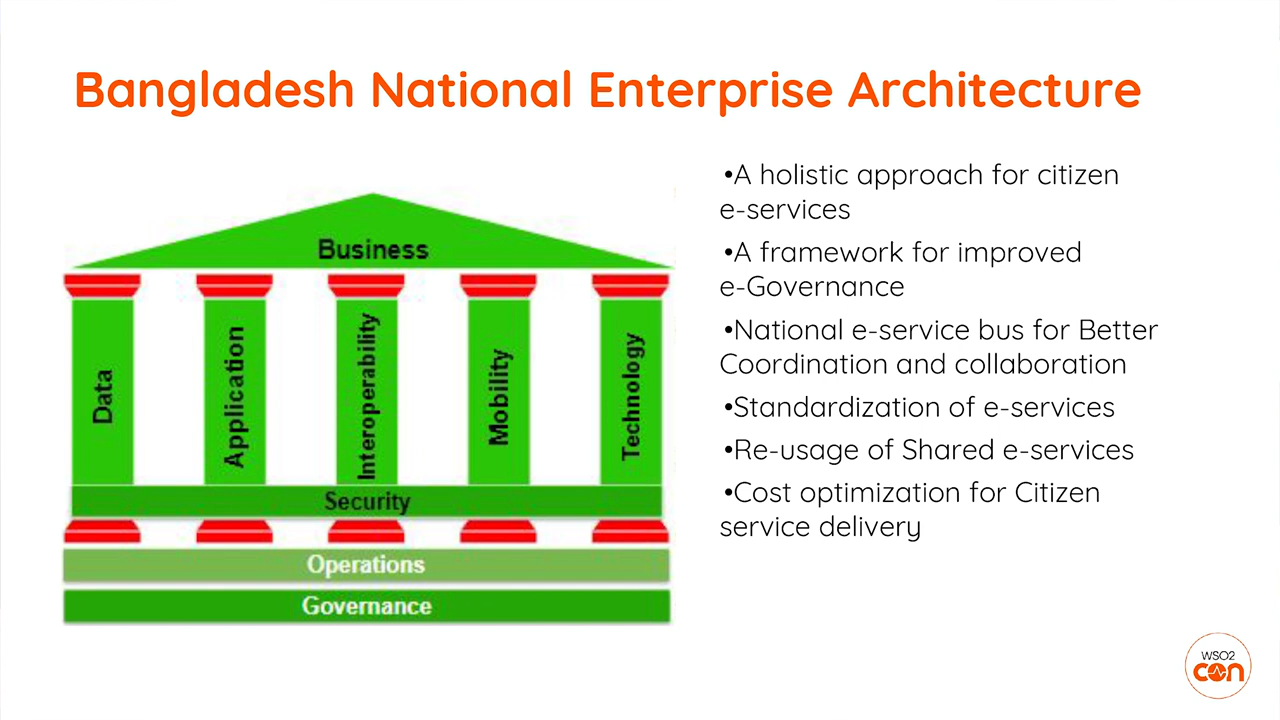 Bangladesh National Enterprise Architecture
Business
Data
Application
Interoperability
Mobility
Technology
Security
Operations
Governance
•A holistic approach for citizen
e-services
•A framework for improved
e-Governance
•National e-service bus for Better
Coordination and collaboration
•Standardization of e-services
•Re-usage of Shared e-services
•Cost optimization for Citizen
service delivery
WSO2
con